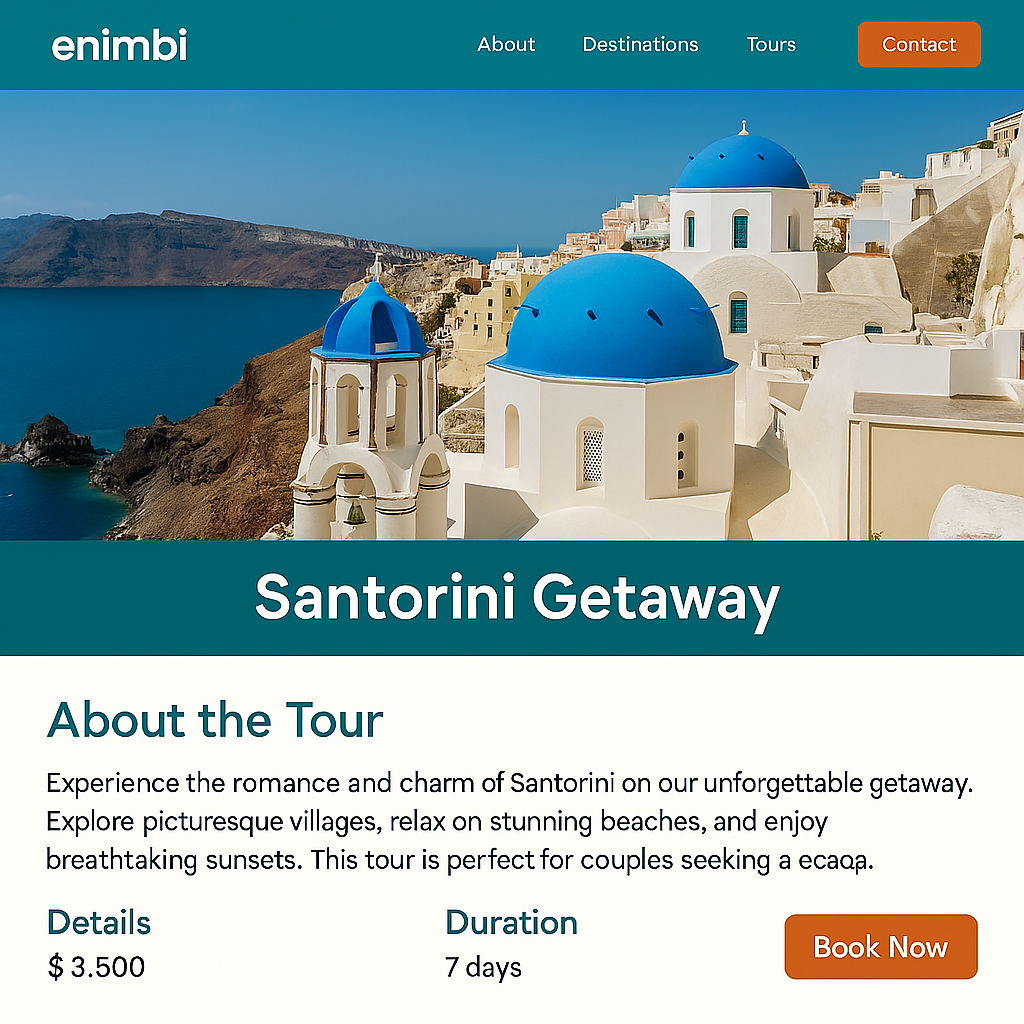 enimbi
About Destinations Tours Contact
Santorini Getaway
About the Tour
Experience the romance and charm of Santorini on our unforgettable getaway.
Explore picturesque villages, relax on stunning beaches, and enjoy
breathtaking sunsets. This tour is perfect for couples seeking a
Details
$ 3.500
Duration
7 days
Book Now